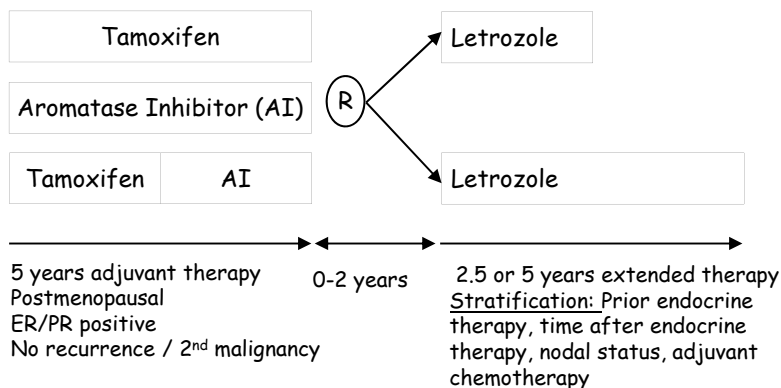 Tamoxifen
Letrozole
Aromatase Inhibitor (AI)
R
Tamoxifen AI
Letrozole
5 years adjuvant therapy
Postmenopausal
ER/PR positive
No recurrence / 2nd malignancy
0-2 years
2.5 or 5 years extended therapy
Stratification: Prior endocrine
therapy, time after endocrine
therapy, nodal status, adjuvant
chemotherapy